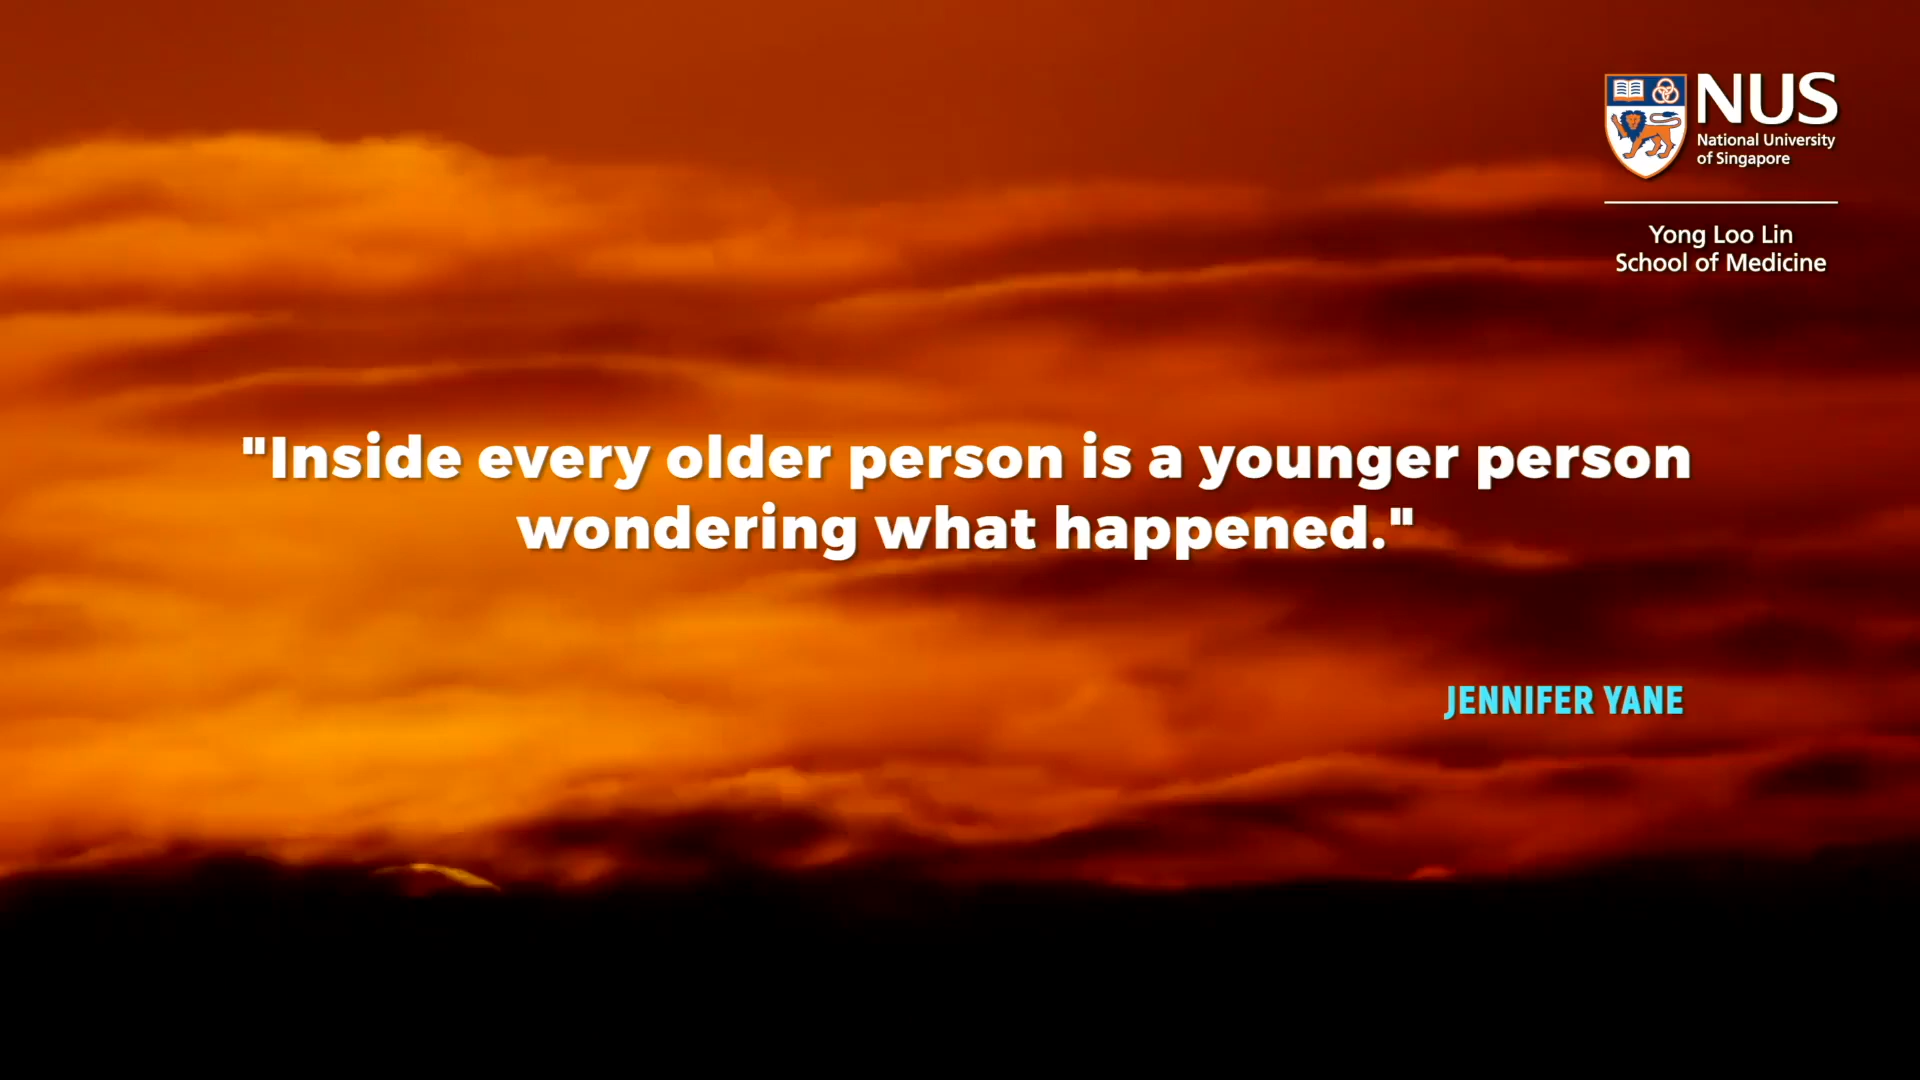 NUS
National University
of Singapore
Yong Loo Lin
School of Medicine
"Inside every older person is a younger person
wondering what happened."
JENNIFER YANE